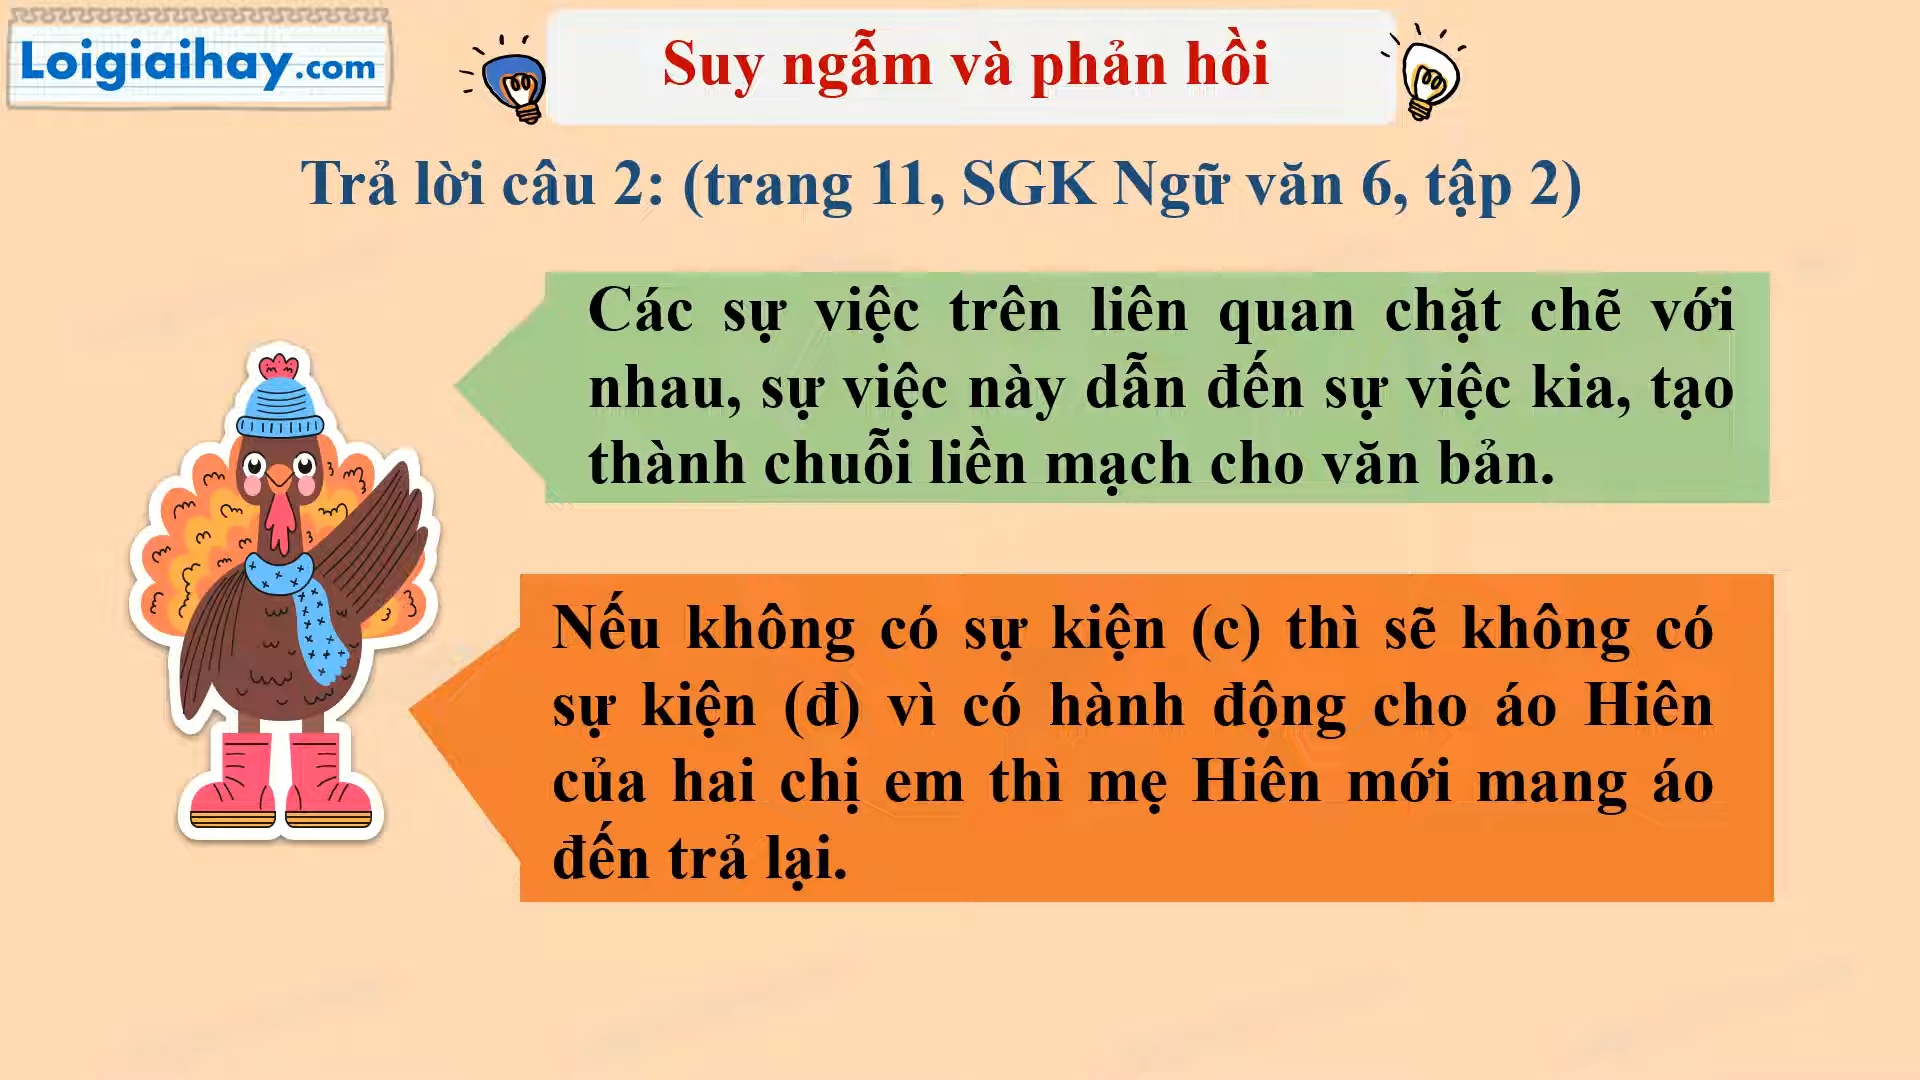 Loigiaihay.com
Suy ngẫm và phản hồi
Trả lời câu 2: (trang 11, SGK Ngữ văn 6, tập 2)
Các sự việc trên liên quan chặt chẽ với
nhau, sự việc này dẫn đến sự việc kia, tạo
thành chuỗi liền mạch cho văn bản.
Nếu không có sự kiện (c) thì sẽ không có
sự kiện (đ) vì có hành động cho áo Hiên
của hai chị em thì mẹ Hiên mới mang áo
đến trả lại.